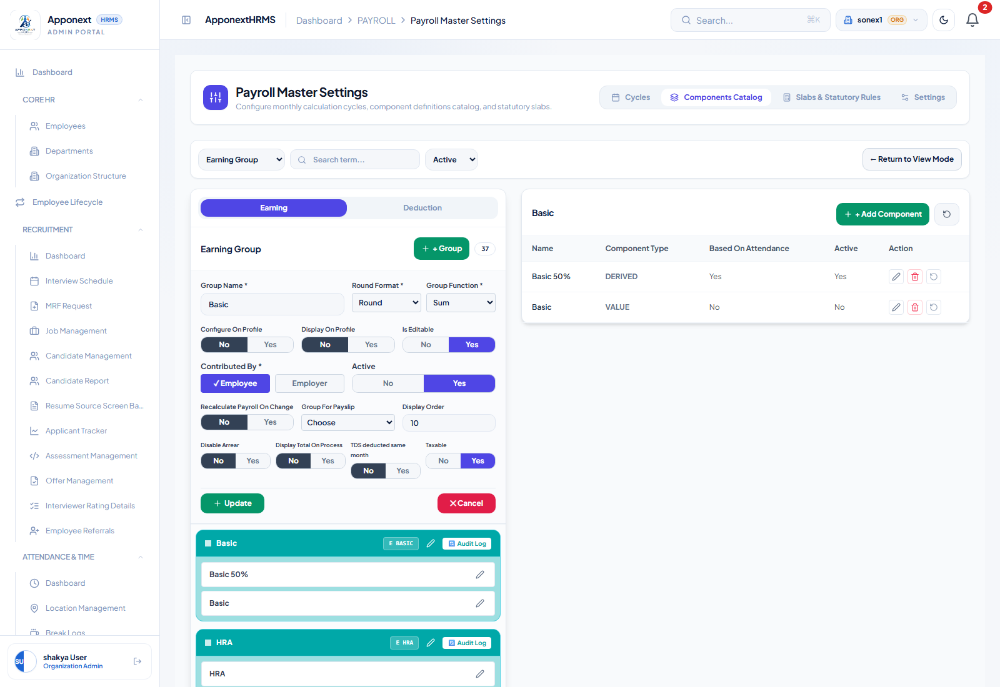 Apponext HRMS
ADMIN PORTAL
ApponextHRMS
Dashboard > PAYROLL > Payroll Master Settings
Search... ⌘K
sonex1 ORG
2
Dashboard
CORE HR
Employees
Departments
Organization Structure
Employee Lifecycle
RECRUITMENT
Dashboard
Interview Schedule
MRF Request
Job Management
Candidate Management
Candidate Report
Resume Source Screen Ba...
Applicant Tracker
Assessment Management
Offer Management
Interviewer Rating Details
Employee Referrals
ATTENDANCE & TIME
Dashboard
Location Management
Break Logs
SU
shakya User
Organization Admin
Payroll Master Settings
Configure monthly calculation cycles, component definitions catalog, and statutory slabs.
Cycles Components Catalog Slabs & Statutory Rules Settings
Earning Group Search term... Active
← Return to View Mode
Earning Deduction
Earning Group
+ + Group 37
Group Name * Round Format * Group Function *
Basic Round Sum
Configure On Profile Display On Profile Is Editable
No Yes No Yes No Yes
Contributed By * Active
✓ Employee Employer No Yes
Recalculate Payroll On Change Group For Payslip Display Order
No Yes Choose 10
Disable Arrear Display Total On Process TDS deducted same month Taxable
No Yes No Yes No Yes No Yes
+ Update ✕ Cancel
Basic E BASIC Audit Log
Basic 50%
Basic
HRA E HRA Audit Log
HRA
Basic
+ + Add Component
Name Component Type Based On Attendance Active Action
Basic 50% DERIVED Yes Yes
Basic VALUE No No